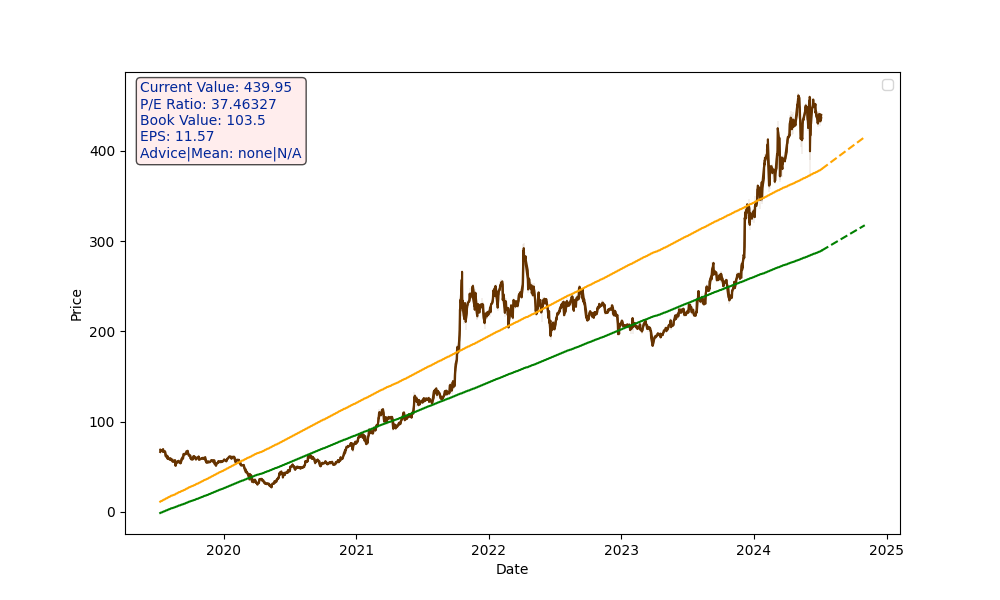 Current Value: 439.95
P/E Ratio: 37.46327
Book Value: 103.5
EPS: 11.57
Advice|Mean: none|N/A
Price
400
300
200
100
0
2020 2021 2022 2023 2024 2025
Date